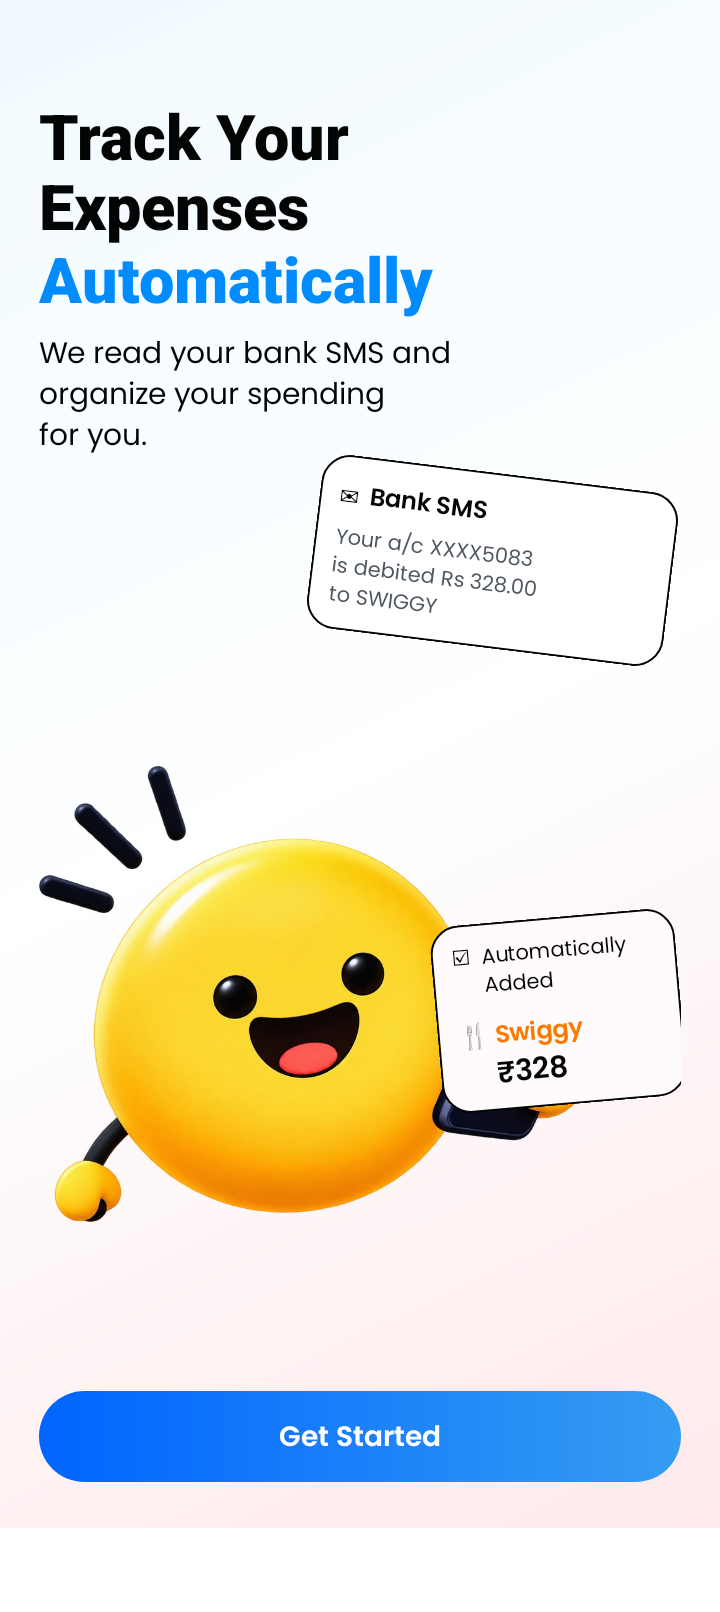 Track Your
Expenses
Automatically
We read your bank SMS and
organize your spending
for you.
✉ Bank SMS
Your a/c XXXX5083
is debited Rs 328.00
to SWIGGY
☑ Automatically
Added
🍴 Swiggy
₹328
Get Started